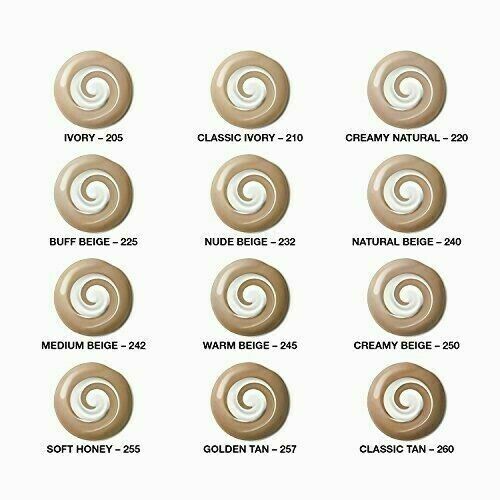 IVORY – 205
CLASSIC IVORY – 210
CREAMY NATURAL – 220
BUFF BEIGE – 225
NUDE BEIGE – 232
NATURAL BEIGE – 240
MEDIUM BEIGE – 242
WARM BEIGE – 245
CREAMY BEIGE – 250
SOFT HONEY – 255
GOLDEN TAN – 257
CLASSIC TAN – 260